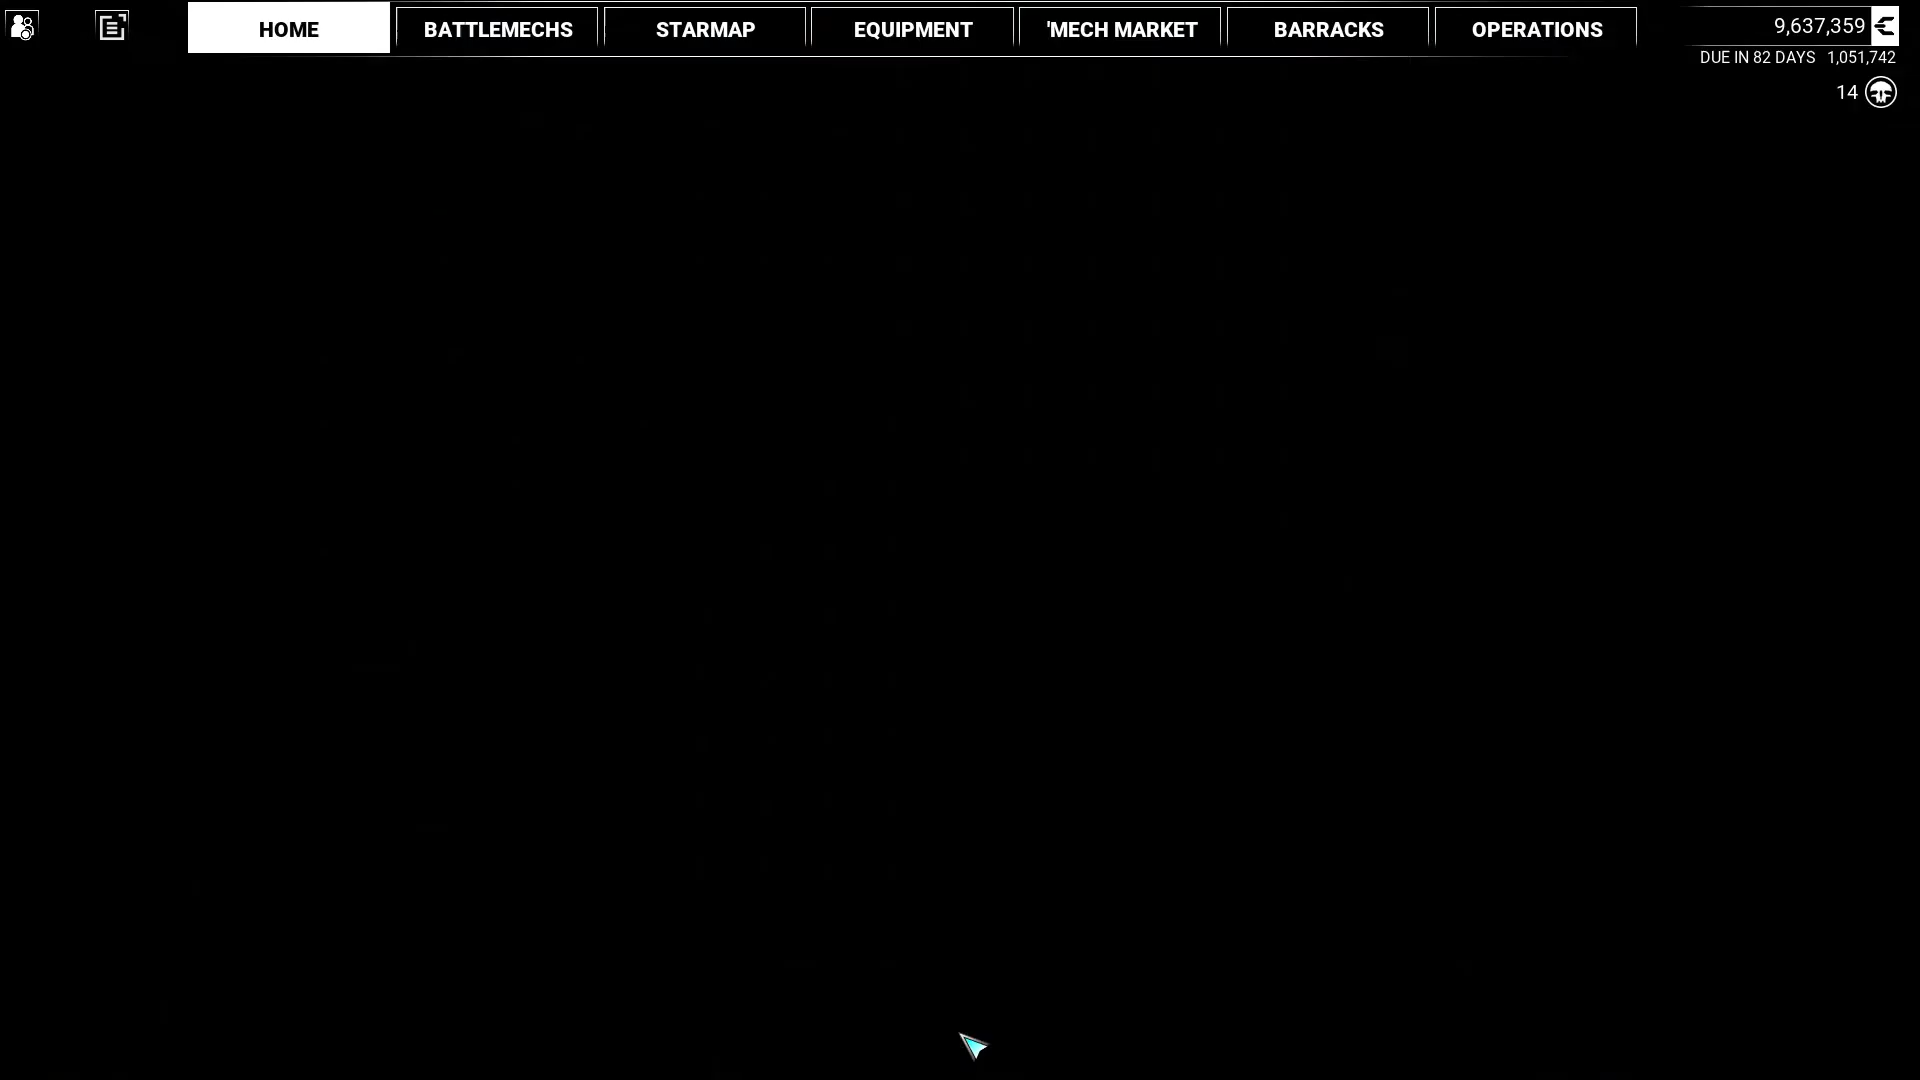 HOME
BATTLEMECHS
STARMAP
EQUIPMENT
'MECH MARKET
BARRACKS
OPERATIONS
9,637,359
DUE IN 82 DAYS 1,051,742
14